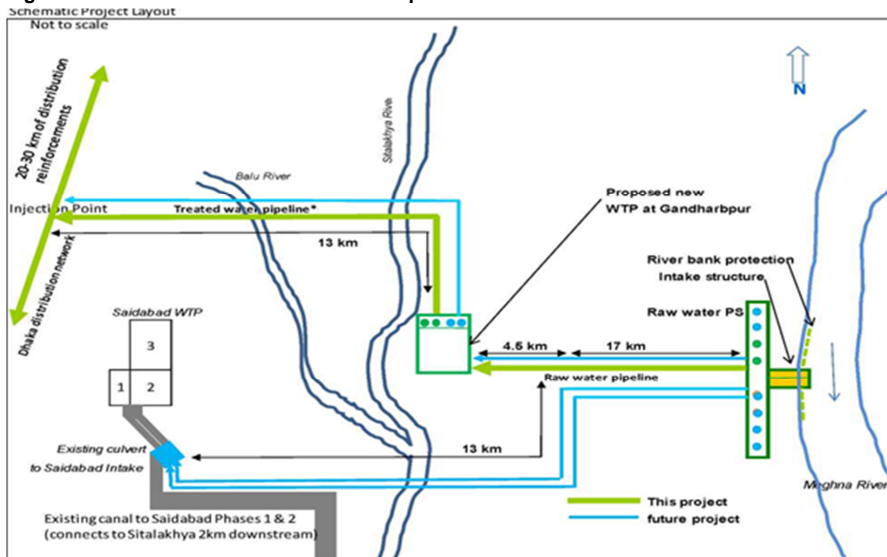 Schematic Project Layout
Not to scale
N
20-30 km of distribution
reinforcements
Sitalakhya River
Balu River
Injection Point
Treated water pipeline*
13 km
Dhaka distribution network
Proposed new
WTP at Gandharbpur
River bank protection
Intake structure
Saidabad WTP
3
1
2
Raw water PS
4.5 km
17 km
Raw water pipeline
Existing culvert
to Saidabad Intake
13 km
Meghna River
This project
future project
Existing canal to Saidabad Phases 1 & 2
(connects to Sitalakhya 2km downstream)